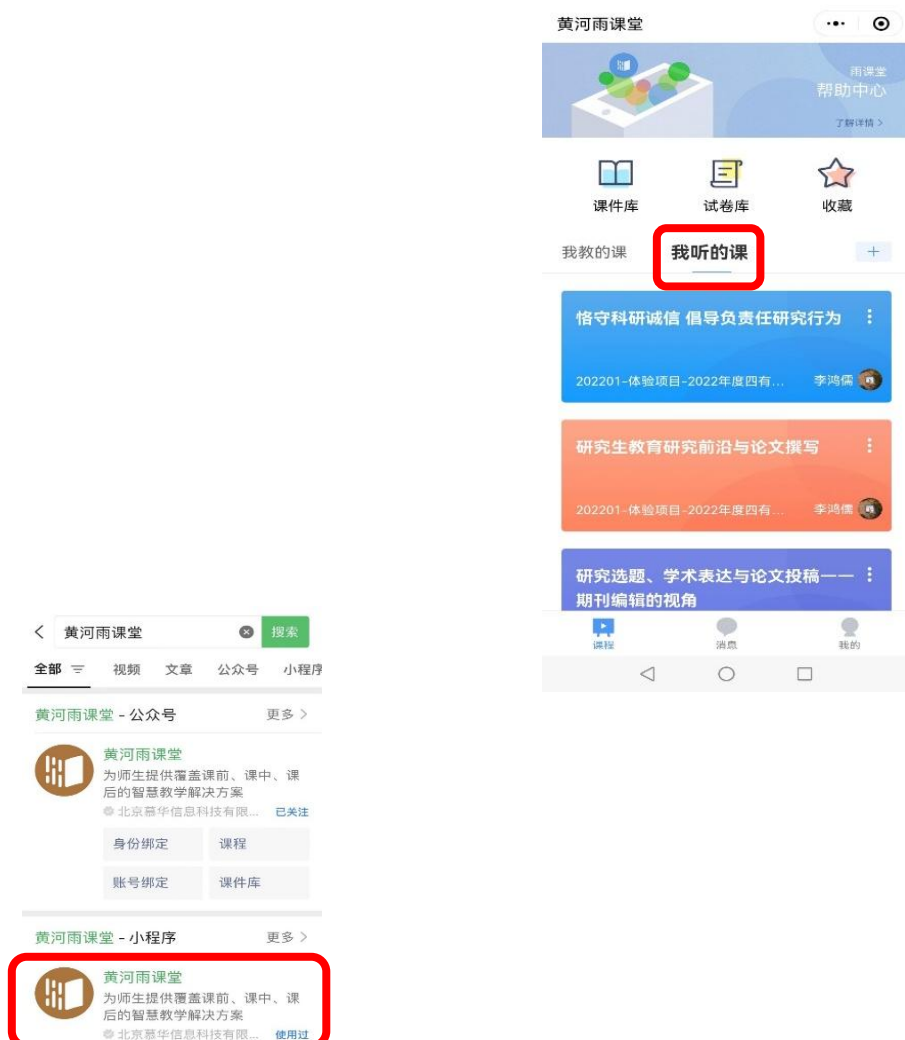 黄河雨课堂
雨课堂
帮助中心
了解详情 >
课件库 试卷库 收藏
我教的课 我听的课 +
恪守科研诚信 倡导负责任研究行为
202201-体验项目-2022年度四有... 李鸿儒
研究生教育研究前沿与论文撰写
202201-体验项目-2022年度四有... 李鸿儒
研究选题、学术表达与论文投稿——
期刊编辑的视角
课程 消息 我的
黄河雨课堂 搜索
全部 视频 文章 公众号 小程序
黄河雨课堂 - 公众号 更多 >
黄河雨课堂
为师生提供覆盖课前、课中、课
后的智慧教学解决方案
北京慕华信息科技有限... 已关注
身份绑定 课程
账号绑定 课件库
黄河雨课堂 - 小程序 更多 >
黄河雨课堂
为师生提供覆盖课前、课中、课
后的智慧教学解决方案
北京慕华信息科技有限... 使用过